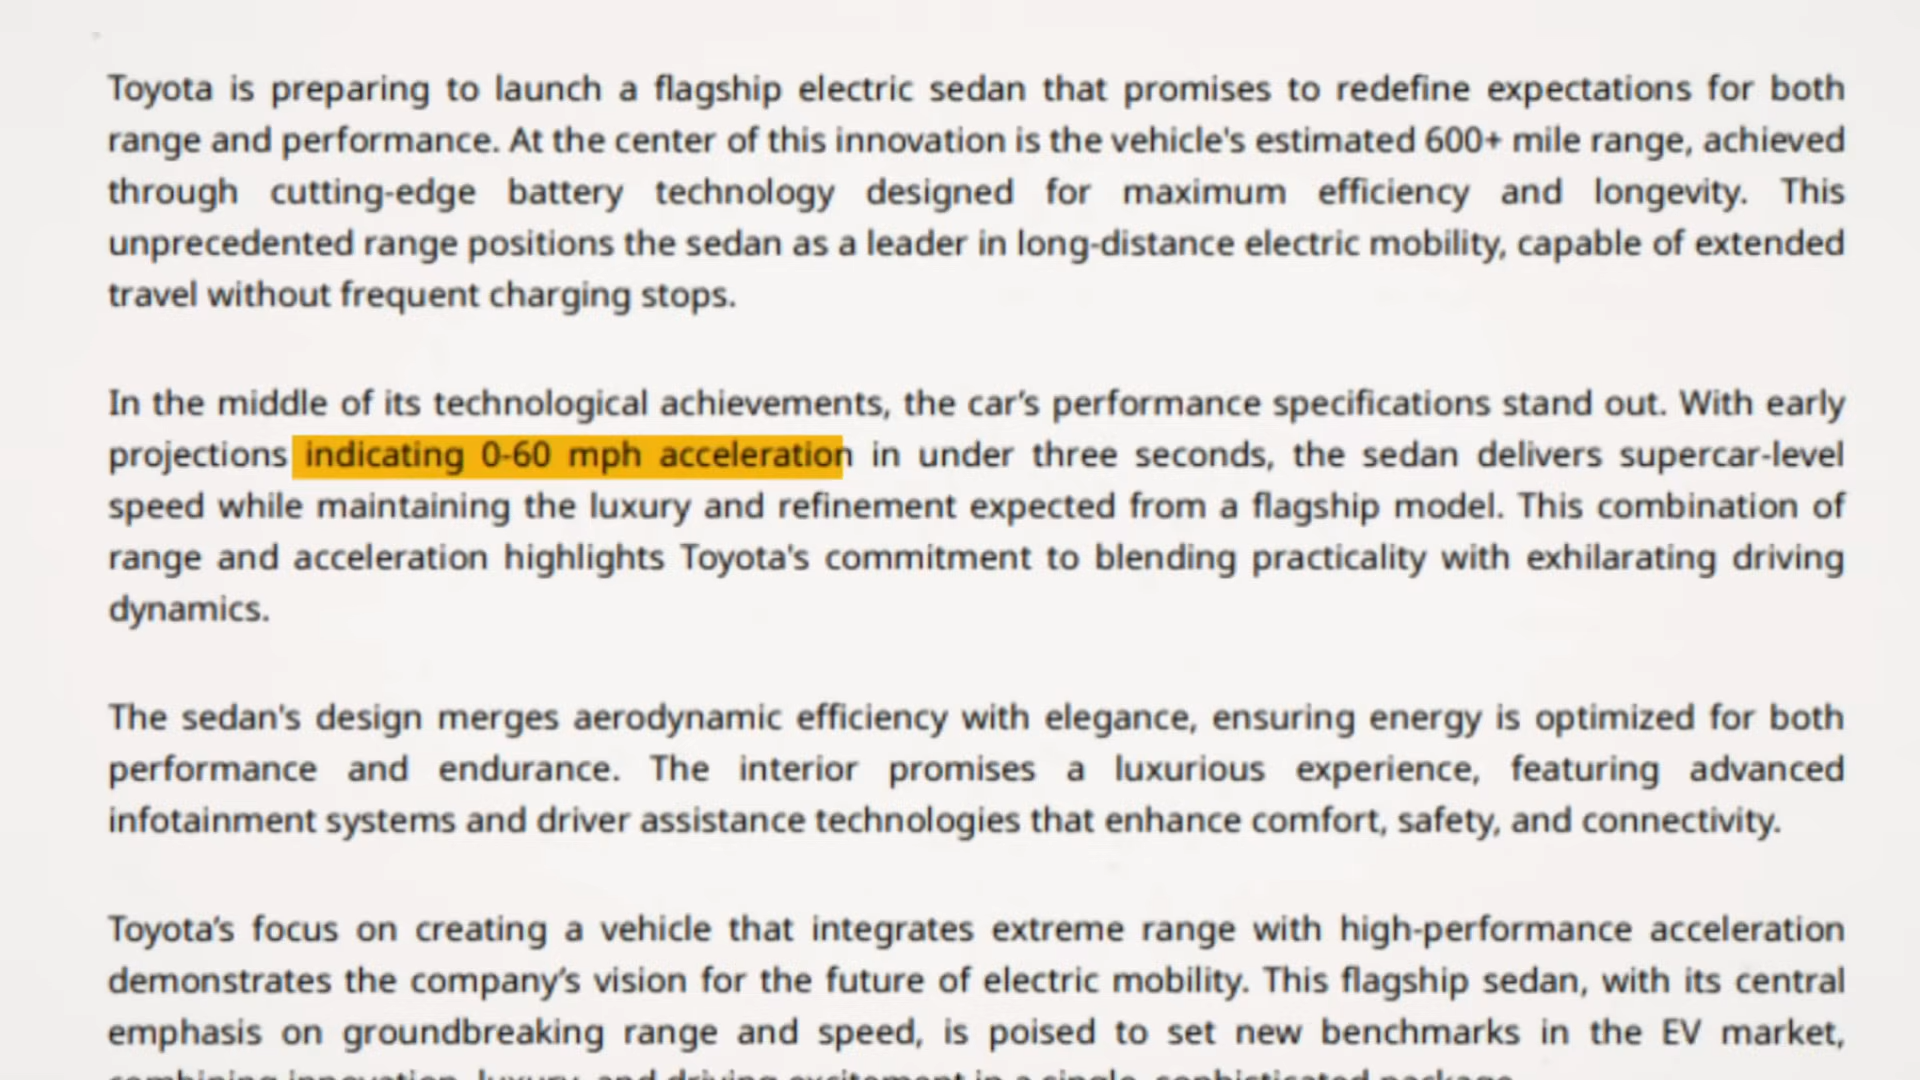 Toyota is preparing to launch a flagship electric sedan that promises to redefine expectations for both
range and performance. At the center of this innovation is the vehicle's estimated 600+ mile range, achieved
through cutting-edge battery technology designed for maximum efficiency and longevity. This
unprecedented range positions the sedan as a leader in long-distance electric mobility, capable of extended
travel without frequent charging stops.
In the middle of its technological achievements, the car’s performance specifications stand out. With early
projections indicating 0-60 mph acceleration in under three seconds, the sedan delivers supercar-level
speed while maintaining the luxury and refinement expected from a flagship model. This combination of
range and acceleration highlights Toyota's commitment to blending practicality with exhilarating driving
dynamics.
The sedan's design merges aerodynamic efficiency with elegance, ensuring energy is optimized for both
performance and endurance. The interior promises a luxurious experience, featuring advanced
infotainment systems and driver assistance technologies that enhance comfort, safety, and connectivity.
Toyota’s focus on creating a vehicle that integrates extreme range with high-performance acceleration
demonstrates the company’s vision for the future of electric mobility. This flagship sedan, with its central
emphasis on groundbreaking range and speed, is poised to set new benchmarks in the EV market,
combining innovation, luxury, and driving excitement in a single, sophisticated package.